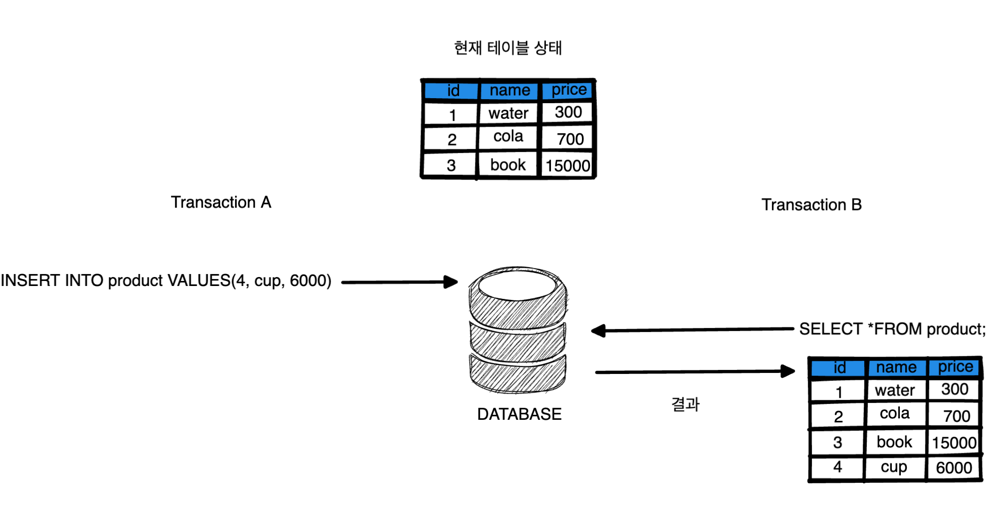 현재 테이블 상태
id name price
1 water 300
2 cola 700
3 book 15000
Transaction A
Transaction B
INSERT INTO product VALUES(4, cup, 6000)
SELECT *FROM product;
결과
DATABASE
id name price
1 water 300
2 cola 700
3 book 15000
4 cup 6000